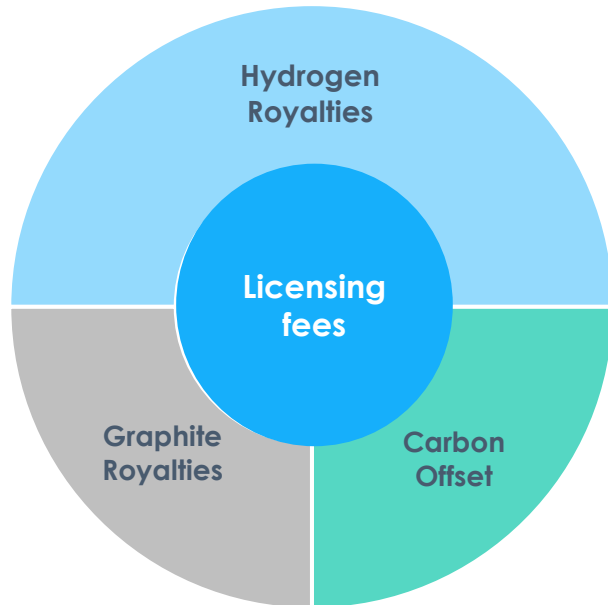 Hydrogen
Royalties
Licensing
fees
Graphite
Royalties
Carbon
Offset